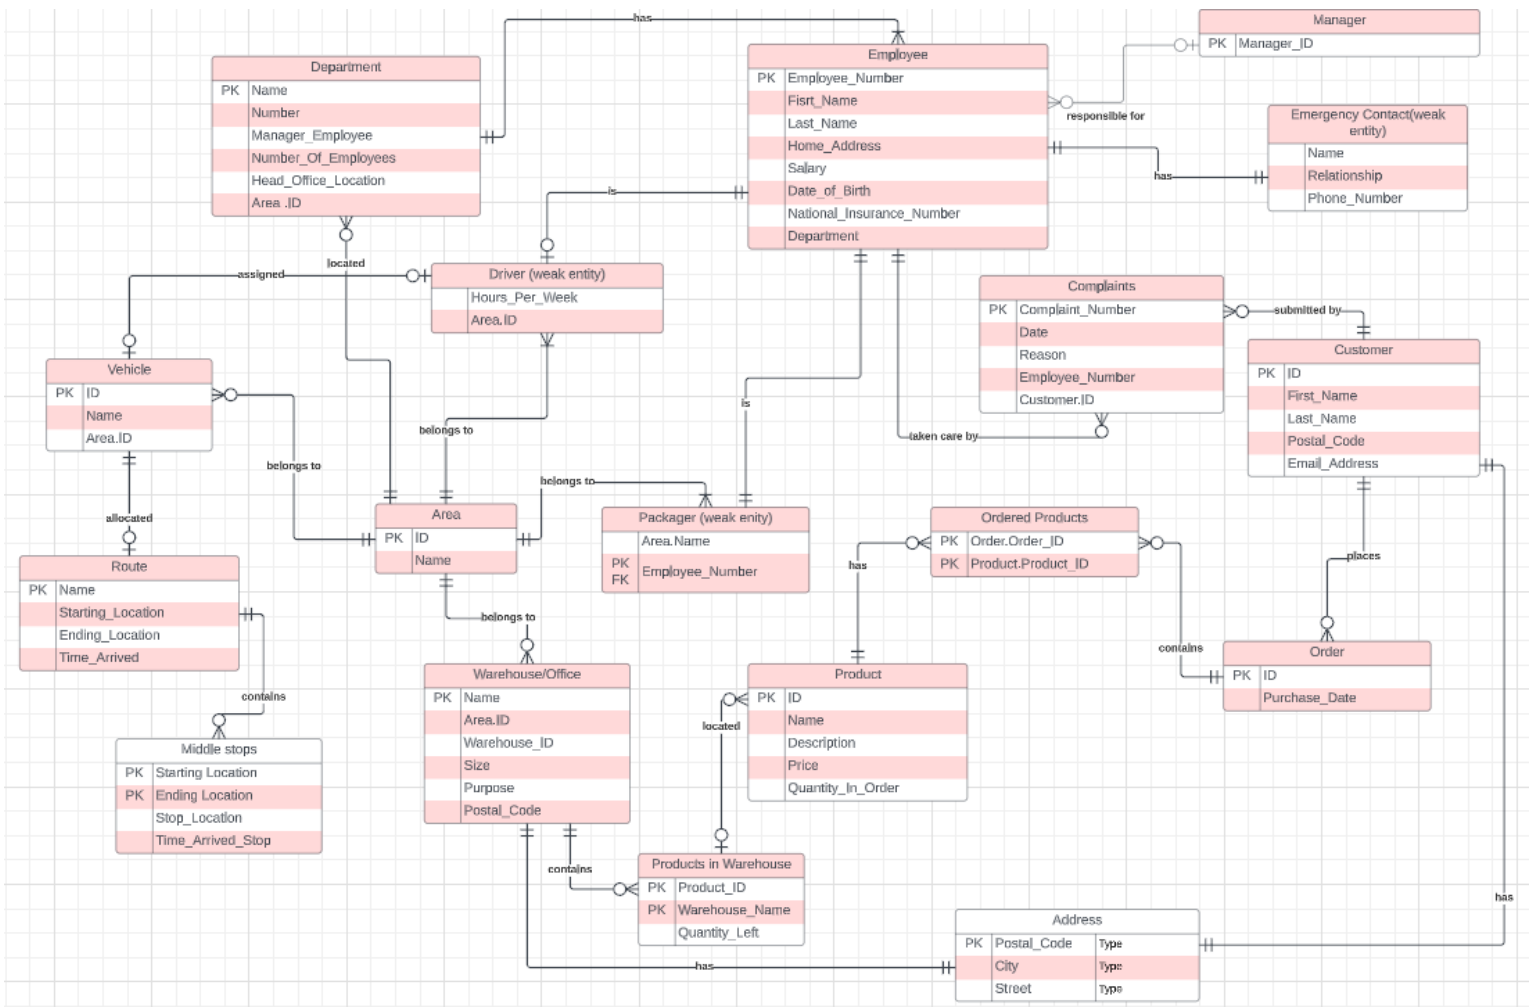 has
Manager
PK Manager_ID
Employee
PK Employee_Number
Fisrt_Name
Last_Name
Home_Address
Salary
Date_of_Birth
National_Insurance_Number
Department
responsible for
Department
PK Name
Number
Manager_Employee
Number_Of_Employees
Head_Office_Location
Area .ID
Emergency Contact(weak
entity)
Name
Relationship
Phone_Number
has
is
located
assigned
Driver (weak entity)
Hours_Per_Week
Area.ID
Complaints
PK Complaint_Number
Date
Reason
Employee_Number
Customer.ID
submitted by
Customer
PK ID
First_Name
Last_Name
Postal_Code
Email_Address
Vehicle
PK ID
Name
Area.ID
is
belongs to
taken care by
belongs to
belongs to
allocated
Area
PK ID
Name
Packager (weak enity)
Area.Name
PK
FK
Employee_Number
Ordered Products
PK Order.Order_ID
PK Product.Product_ID
has
places
Route
PK Name
Starting_Location
Ending_Location
Time_Arrived
belongs to
contains
Order
PK ID
Purchase_Date
Warehouse/Office
PK Name
Area.ID
Warehouse_ID
Size
Purpose
Postal_Code
Product
PK ID
Name
Description
Price
Quantity_In_Order
contains
located
Middle stops
PK Starting Location
PK Ending Location
Stop_Location
Time_Arrived_Stop
contains
Products in Warehouse
PK Product_ID
PK Warehouse_Name
Quantity_Left
has
Address
PK Postal_Code Type
City Type
Street Type
has